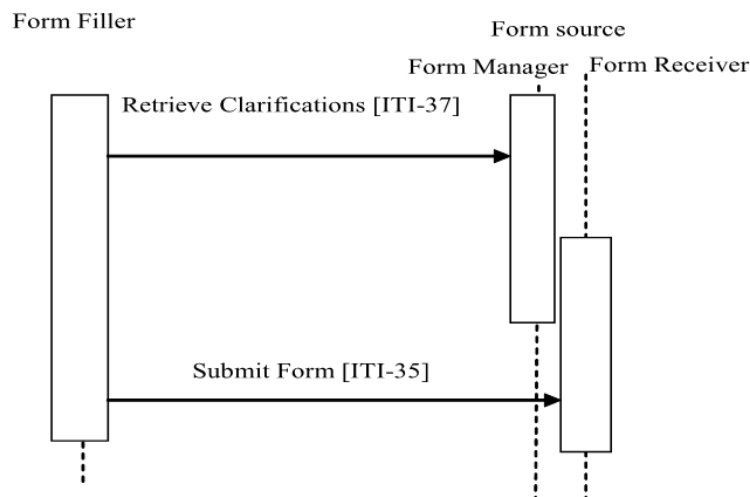 Form Filler
Form source
Form Manager
Form Receiver
Retrieve Clarifications [ITI-37]
Submit Form [ITI-35]